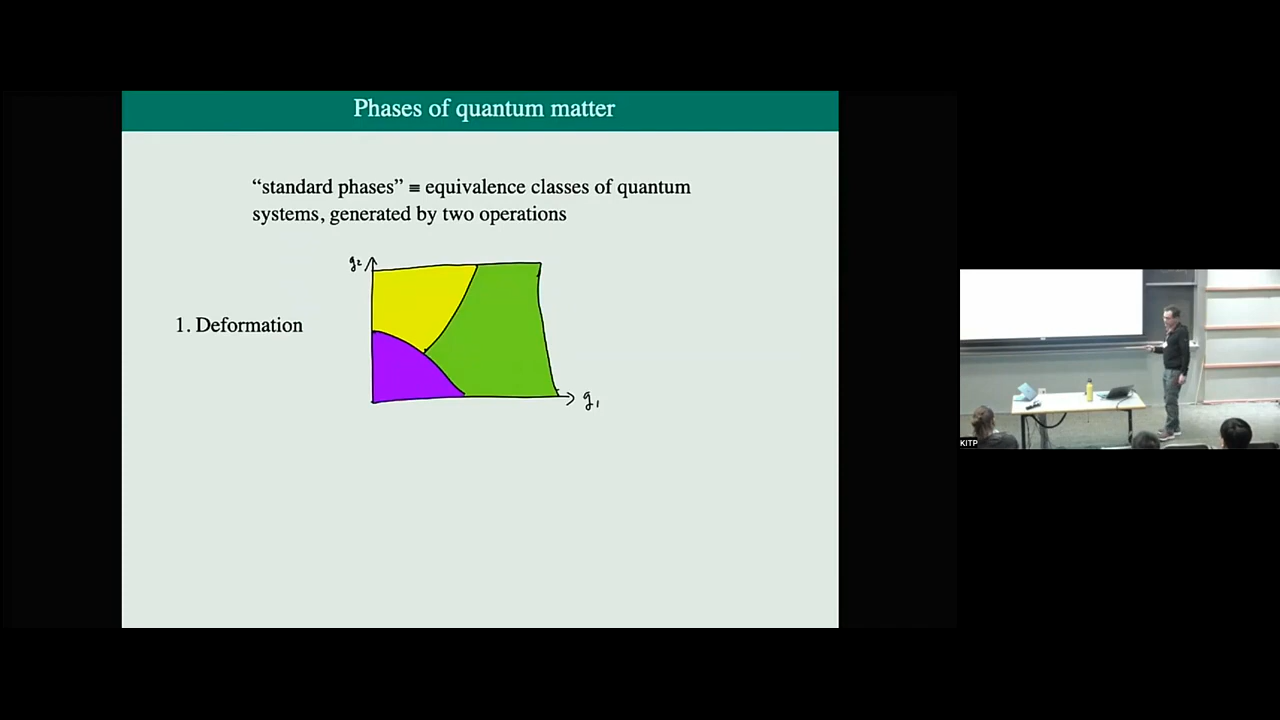 Phases of quantum matter
“standard phases” ≡ equivalence classes of quantum
systems, generated by two operations
g₂
1. Deformation
g₁
KITP